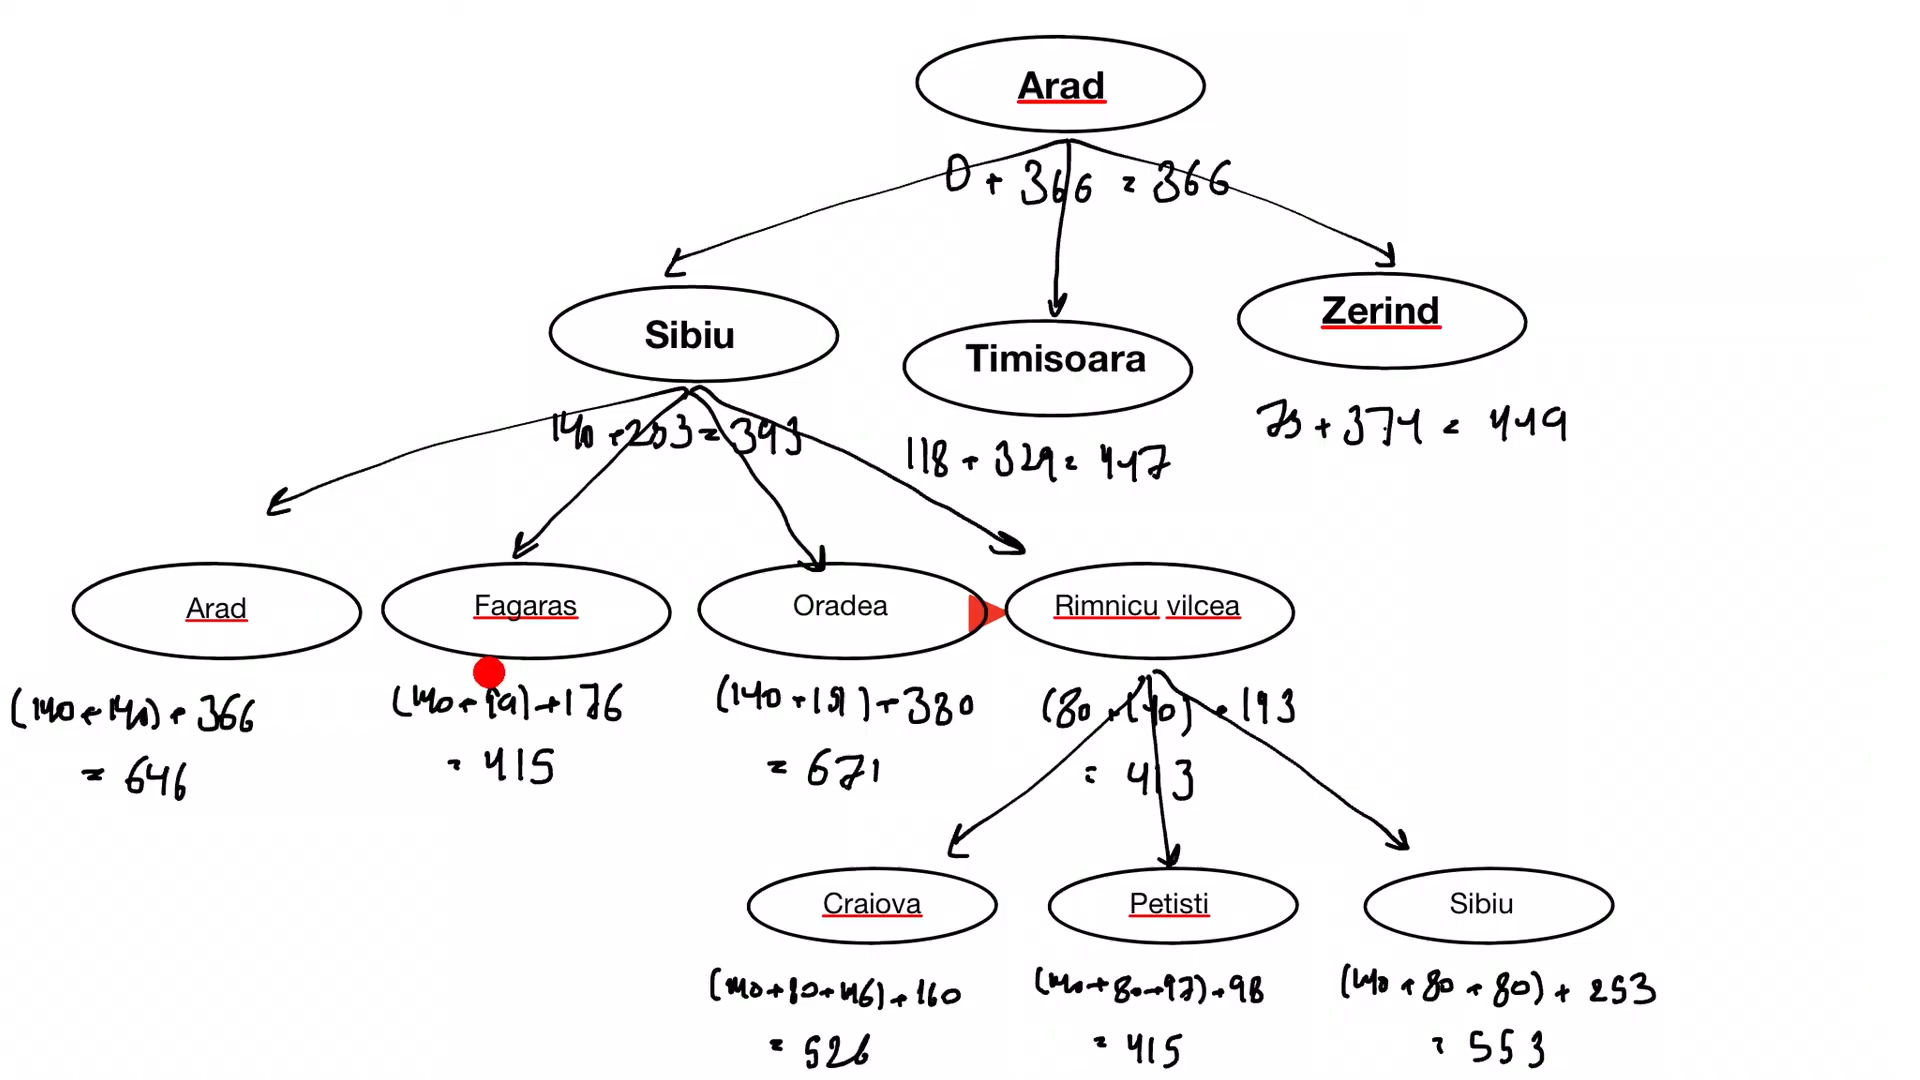 Arad
0 + 366 = 366
Sibiu
Timisoara
Zerind
140 + 253 = 393
118 + 329 = 447
75 + 374 = 449
Arad
Fagaras
Oradea
Rimnicu vilcea
(140 + 140) + 366
= 646
(140 + 99) + 176
= 415
(140 + 151) + 380
= 671
(80 + 140) + 193
= 413
Craiova
Petisti
Sibiu
(140 + 80 + 146) + 160
= 526
(140 + 80 + 97) + 98
= 415
(140 + 80 + 80) + 253
= 553